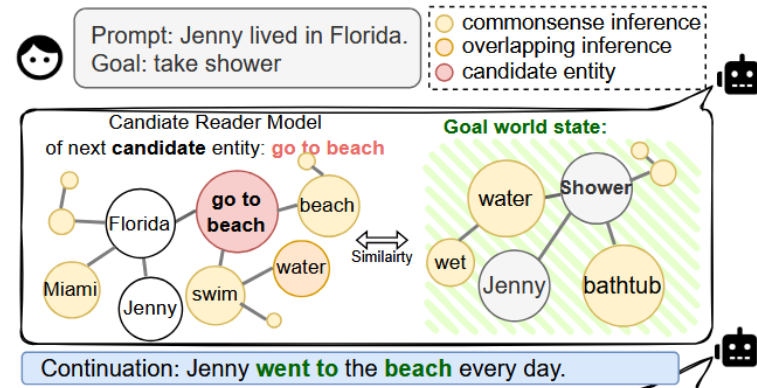 Prompt: Jenny lived in Florida.
Goal: take shower
commonsense inference
overlapping inference
candidate entity
Candiate Reader Model
of next candidate entity: go to beach
Goal world state:
Florida
go to
beach
beach
Miami
Jenny
swim
water
Similairty
water
Shower
wet
Jenny
bathtub
Continuation: Jenny went to the beach every day.